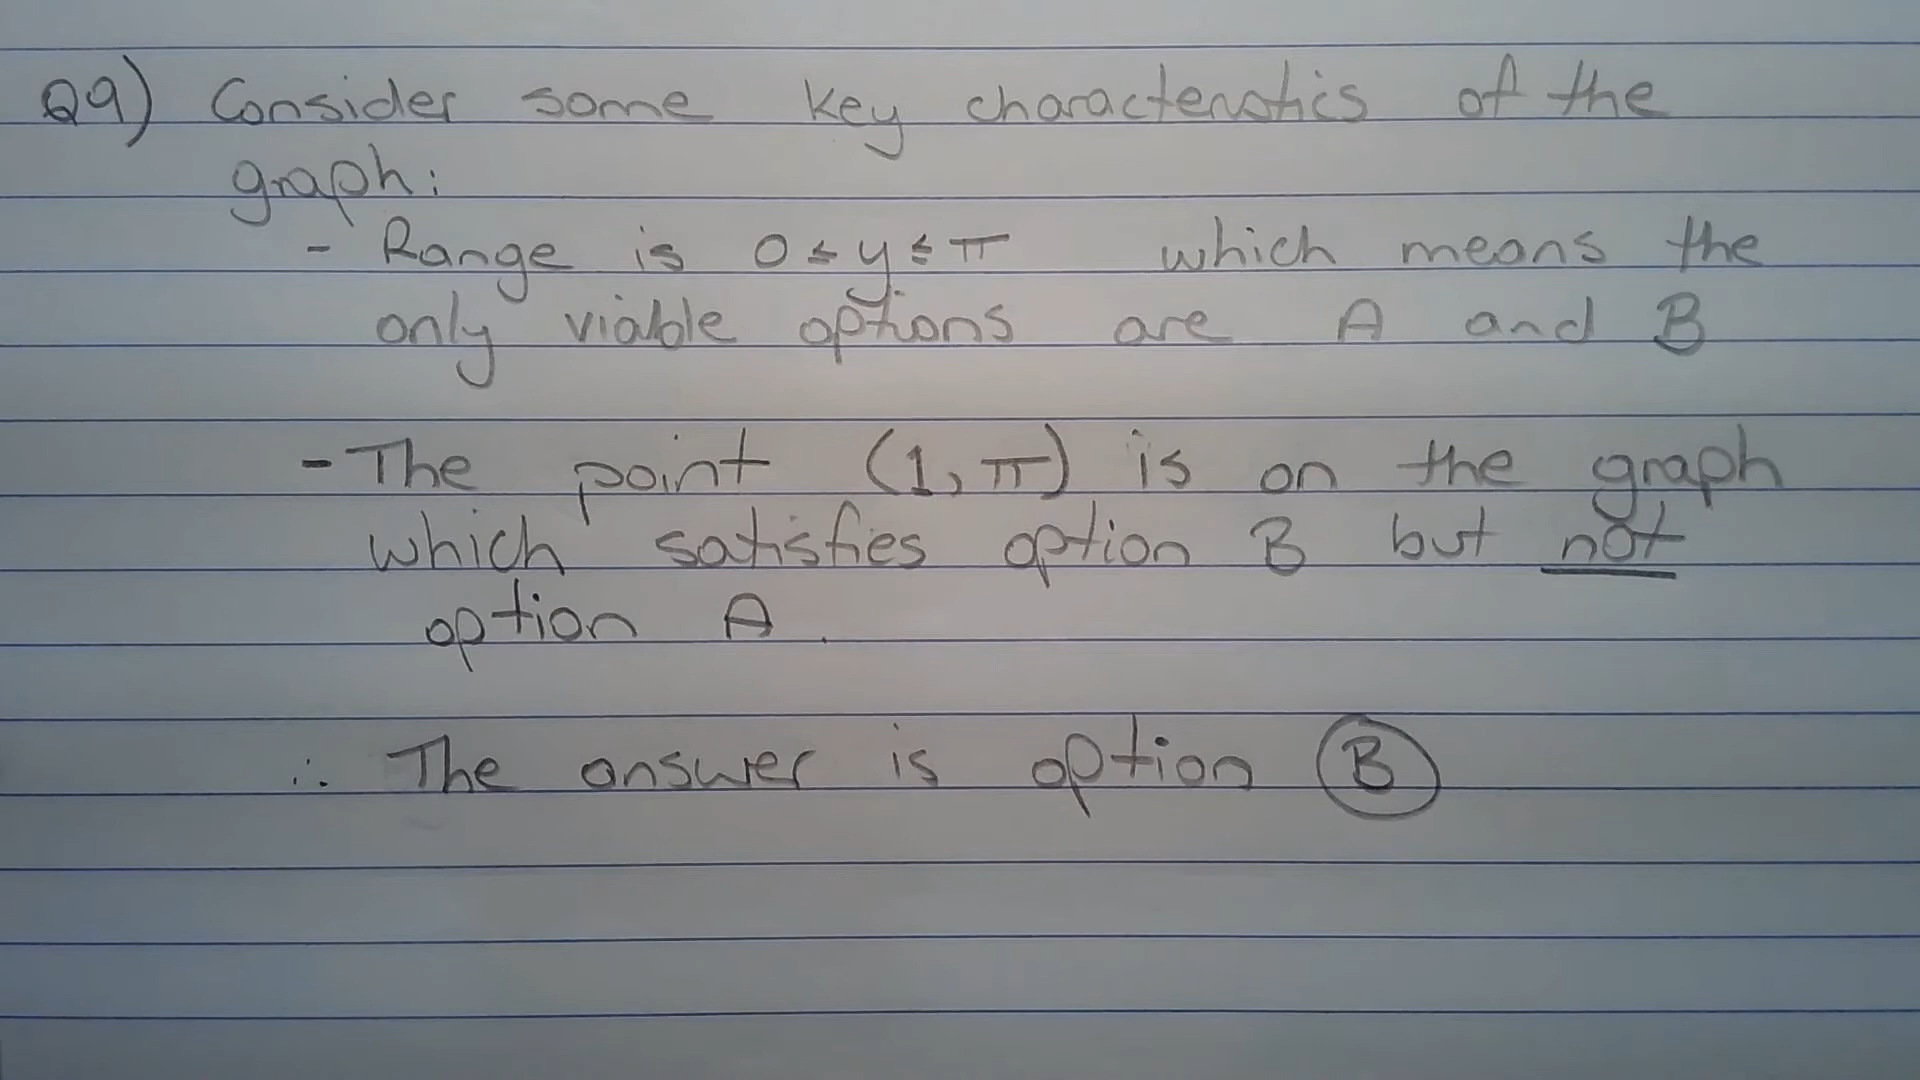 Q9) Consider some key characteristics of the
graph:
- Range is 0 ≤ y ≤ π which means the
only viable options are A and B
- The point (1, π) is on the graph
which satisfies option B but not
option A.
∴ The answer is option B